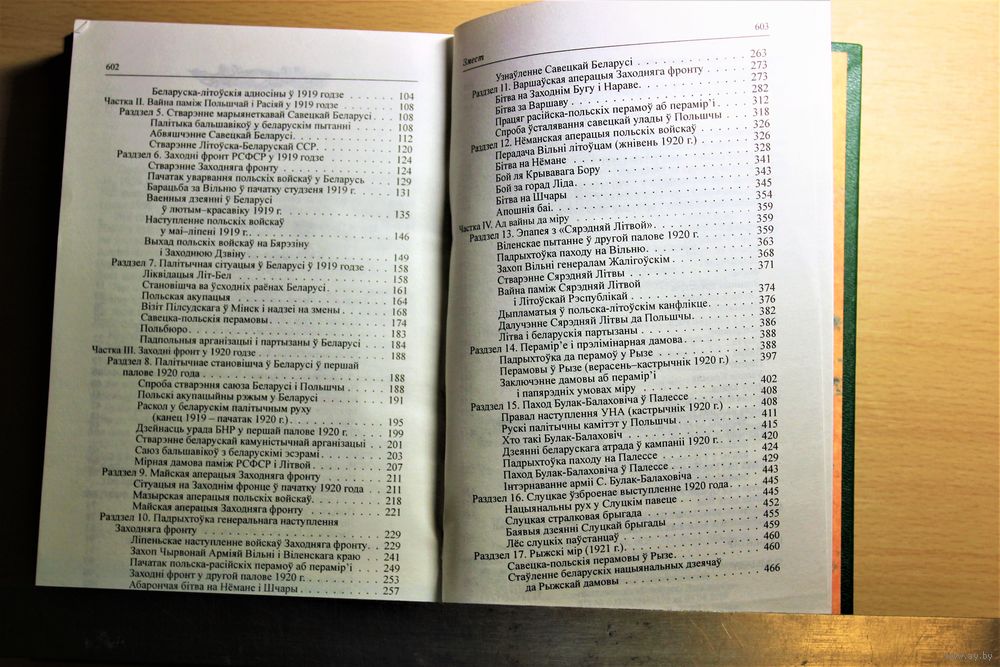 602
Беларуска-літоўскія адносіны ў 1919 годзе . . . . . . 104
Частка II. Вайна паміж Польшчай і Расіяй у 1919 годзе . . . . . 108
Раздзел 5. Стварэнне марыянеткавай Савецкай Беларусі . . . . 108
Палітыка бальшавікоў у беларускім пытанні . . . . . 108
Абвяшчэнне Савецкай Беларусі. . . . . . 112
Стварэнне Літоўска-Беларускай ССР. . . . . . 120
Раздзел 6. Заходні фронт РСФСР у 1919 годзе . . . . . 124
Стварэнне Заходняга фронту . . . . . 124
Пачатак уварвання польскіх войскаў у Беларусь . . . . 129
Барацьба за Вільню ў пачатку студзеня 1919 г. . . . . 131
Ваенныя дзеянні ў Беларусі
ў лютым–красавіку 1919 г. . . . . . 135
Наступленне польскіх войскаў
у маі–ліпені 1919 г. . . . . . 146
Выхад польскіх войскаў на Бярэзіну
і Заходнюю Дзвіну . . . . . 149
Раздзел 7. Палітычная сітуацыя ў Беларусі ў 1919 годзе . . . . 158
Ліквідацыя Літ-Бел . . . . . 158
Становішча ва ўсходніх раёнах Беларусі . . . . . 161
Польская акупацыя . . . . . 164
Візіт Пілсудскага ў Мінск і надзеі на змены . . . . . 168
Савецка-польскія перамовы . . . . . 174
Польбюро . . . . . 183
Падпольныя арганізацыі і партызаны ў Беларусі . . . . 184
Частка III. Заходні фронт у 1920 годзе . . . . . 188
Раздзел 8. Палітычнае становішча ў Беларусі ў першай
палове 1920 года . . . . . 188
Спроба стварэння саюза Беларусі і Польшчы . . . . . 188
Польскі акупацыйны рэжым у Беларусі . . . . . 191
Раскол у беларускім палітычным руху
(канец 1919 – пачатак 1920 г.) . . . . . 195
Дзейнасць урада БНР у першай палове 1920 г. . . . . 199
Стварэнне беларускай камуністычнай арганізацыі . . . . 201
Саюз бальшавікоў з беларускімі эсэрамі . . . . . 203
Мірная дамова паміж РСФСР і Літвой . . . . . 207
Раздзел 9. Майская аперацыя Заходняга фронту . . . . . 211
Сітуацыя на Заходнім фронце ў пачатку 1920 года . . . . 211
Мазырская аперацыя польскіх войскаў. . . . . . 218
Майская аперацыя Заходняга фронту . . . . . 221
Раздзел 10. Падрыхтоўка генеральнага наступлення
Заходняга фронту . . . . . 229
Ліпеньскае наступленне войскаў Заходняга фронту. . . . 229
Захоп Чырвонай Арміяй Вільні і Віленскага краю . . . . 241
Пачатак польска-расійскіх перамоў аб перамір’і . . . . 249
Заходні фронт у другой палове 1920 г. . . . . 253
Абарончая бітва на Нёмане і Шчары . . . . . 257
Змест 603
Узнаўленне Савецкай Беларусі . . . . . 263
Раздзел 11. Варшаўская аперацыя Заходняга фронту . . . . . 273
Бітва на Заходнім Бугу і Нараве. . . . . . 273
Бітва за Варшаву . . . . . 282
Працяг расійска-польскіх перамоў аб перамір’і . . . . 312
Спроба ўсталявання савецкай улады ў Польшчы . . . . 318
Раздзел 12. Нёманская аперацыя польскіх войскаў . . . . . 326
Перадача Вільні літоўцам (жнівень 1920 г.) . . . . . 326
Бітва на Нёмане . . . . . 328
Бой ля Крывавага Бору . . . . . 341
Бой за горад Ліда. . . . . . 343
Бітва на Шчары . . . . . 345
Апошнія баі. . . . . . 354
Частка IV. Ад вайны да міру . . . . . 359
Раздзел 13. Эпапея з «Сярэдняй Літвой». . . . . . 359
Віленскае пытанне ў другой палове 1920 г. . . . . 359
Падрыхтоўка паходу на Вільню. . . . . . 363
Захоп Вільні генералам Жалігоўскім . . . . . 368
Стварэнне Сярэдняй Літвы . . . . . 371
Вайна паміж Сярэдняй Літвой
і Літоўскай Рэспублікай . . . . . 374
Дыпламатыя ў польска-літоўскім канфлікце. . . . . 376
Далучэнне Сярэдняй Літвы да Польшчы. . . . . 382
Літва і беларускія партызаны . . . . . 386
Раздзел 14. Перамір’е і прэлімінарная дамова . . . . . 388
Падрыхтоўка да перамоў у Рызе . . . . . 388
Перамовы ў Рызе (верасень–кастрычнік 1920 г.) . . . . 397
Заключэнне дамовы аб перамір’і
і папярэдніх умовах міру . . . . . 402
Раздзел 15. Паход Булак-Балаховіча ў Палессе . . . . . 408
Правал наступлення УНА (кастрычнік 1920 г.) . . . . 408
Рускі палітычны камітэт у Польшчы . . . . . 411
Хто такі Булак-Балаховіч . . . . . 415
Дзеянні беларускага атрада ў кампаніі 1920 г. . . . . 420
Падрыхтоўка паходу на Палессе . . . . . 424
Паход Булак-Балаховіча ў Палессе . . . . . 429
Інтэрнаванне арміі С. Булак-Балаховіча . . . . . 443
Раздзел 16. Слуцкае ўзброенае выступленне 1920 года. . . . 445
Нацыянальны рух у Слуцкім павеце . . . . . 445
Слуцкая стралковая брыгада . . . . . 452
Баявыя дзеянні Слуцкай брыгады . . . . . 455
Лёс слуцкіх паўстанцаў . . . . . 459
Раздзел 17. Рыжскі мір (1921 г.). . . . . . 460
Савецка-польскія перамовы ў Рызе. . . . . . 460
Стаўленне беларускіх нацыянальных дзеячаў
да Рыжскай дамовы . . . . . 466